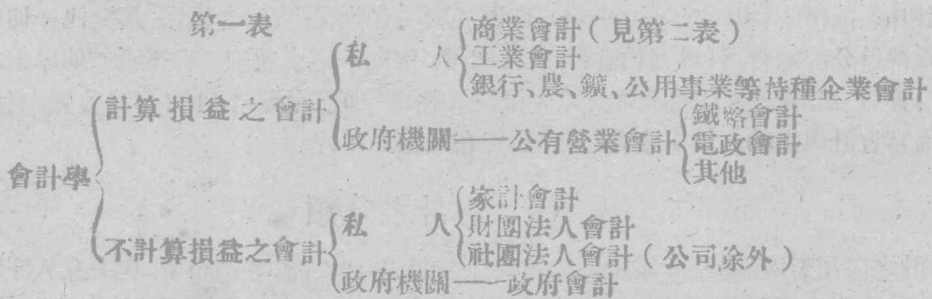 第一表
會計學
計算損益之會計
私人
商業會計（見第二表）
工業會計
銀行、農、鑛、公用事業等特種企業會計
政府機關——公有營業會計
鐵路會計
電政會計
其他
不計算損益之會計
私人
家計會計
財團法人會計
社團法人會計（公司除外）
政府機關——政府會計